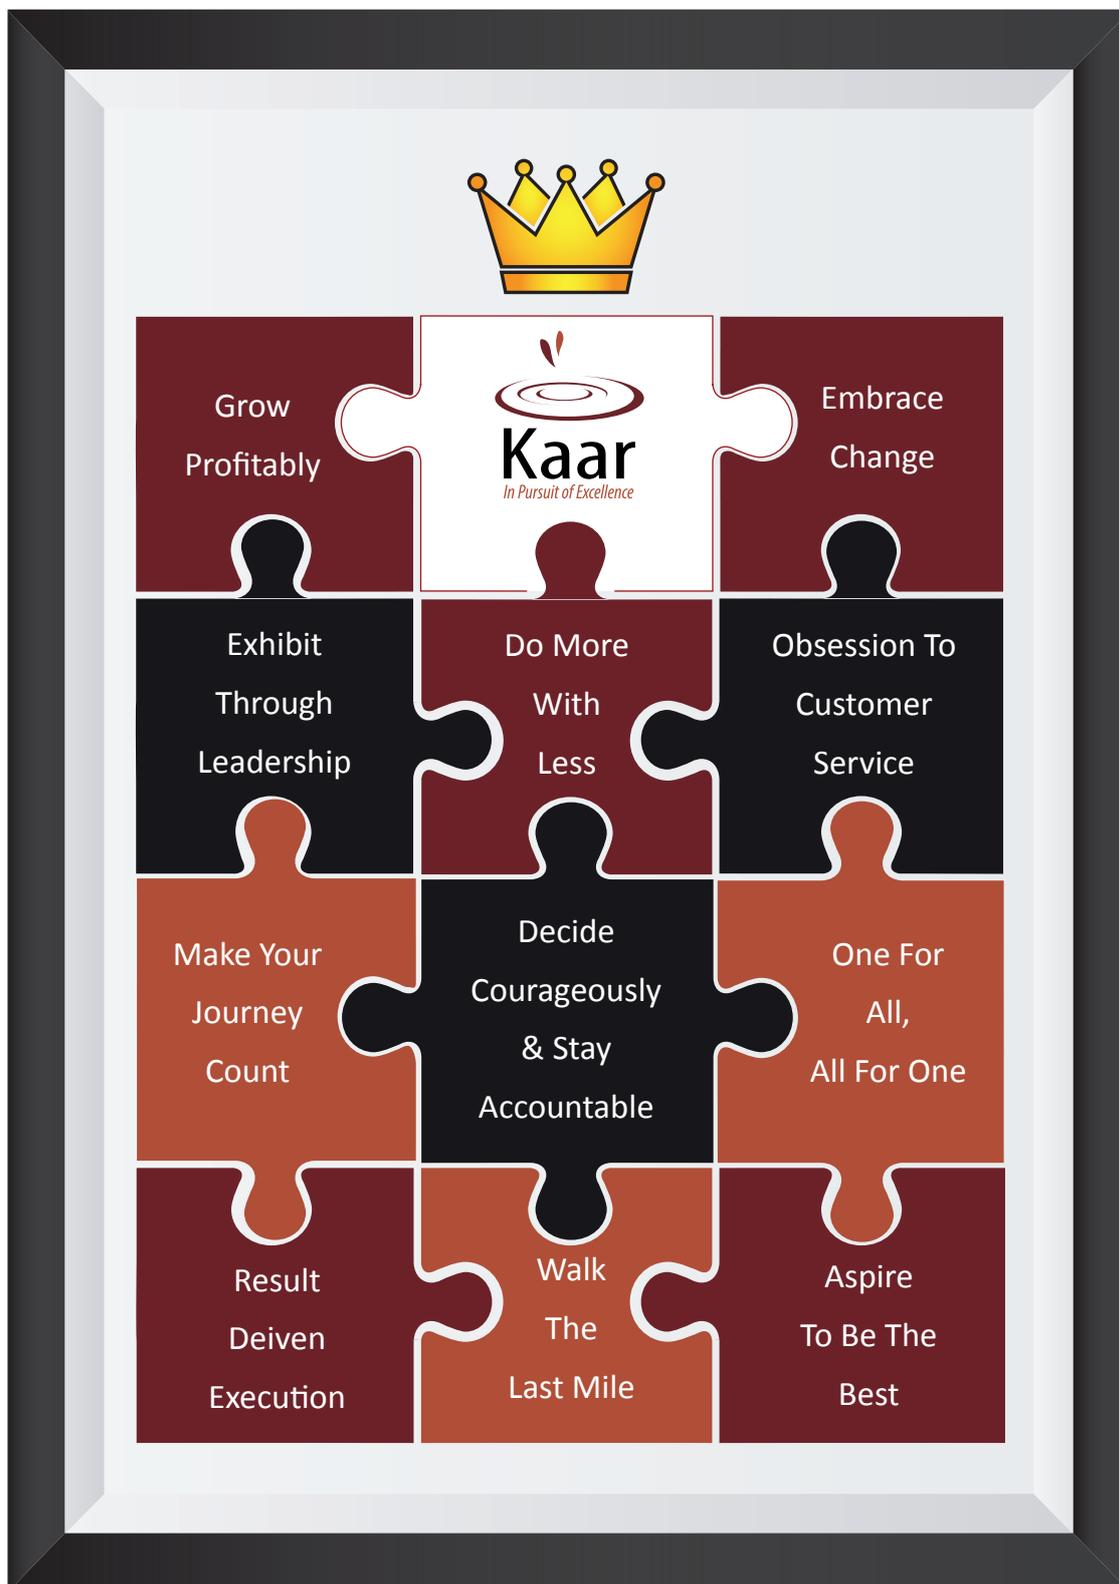 Grow
Profitably
Kaar
In Pursuit of Excellence
Embrace
Change
Exhibit
Through
Leadership
Do More
With
Less
Obsession To
Customer
Service
Make Your
Journey
Count
Decide
Courageously
& Stay
Accountable
One For
All,
All For One
Result
Deiven
Execution
Walk
The
Last Mile
Aspire
To Be The
Best